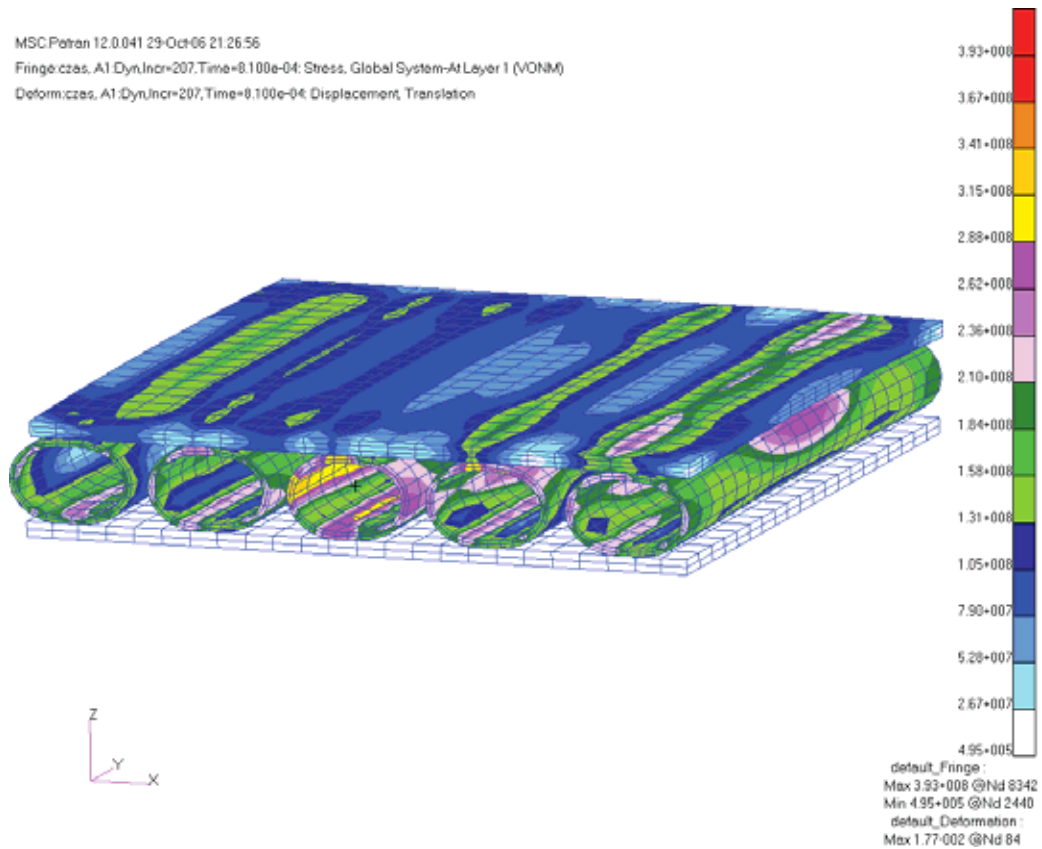 MSC.Patran 12.0.041 29-Oct-06 21:26:56
Fringe:czas, A1:Dyn,Incr=207,Time=8.100e-04: Stress, Global System-At Layer 1 (VONM)
Deform:czas, A1:Dyn,Incr=207,Time=8.100e-04: Displacement, Translation
3.93+008
3.67+008
3.41+008
3.15+008
2.88+008
2.62+008
2.36+008
2.10+008
1.84+008
1.58+008
1.31+008
1.05+008
7.90+007
5.28+007
2.67+007
4.95+005
Z
Y
X
default_Fringe :
Max 3.93+008 @Nd 8342
Min 4.95+005 @Nd 2440
default_Deformation :
Max 1.77-002 @Nd 84